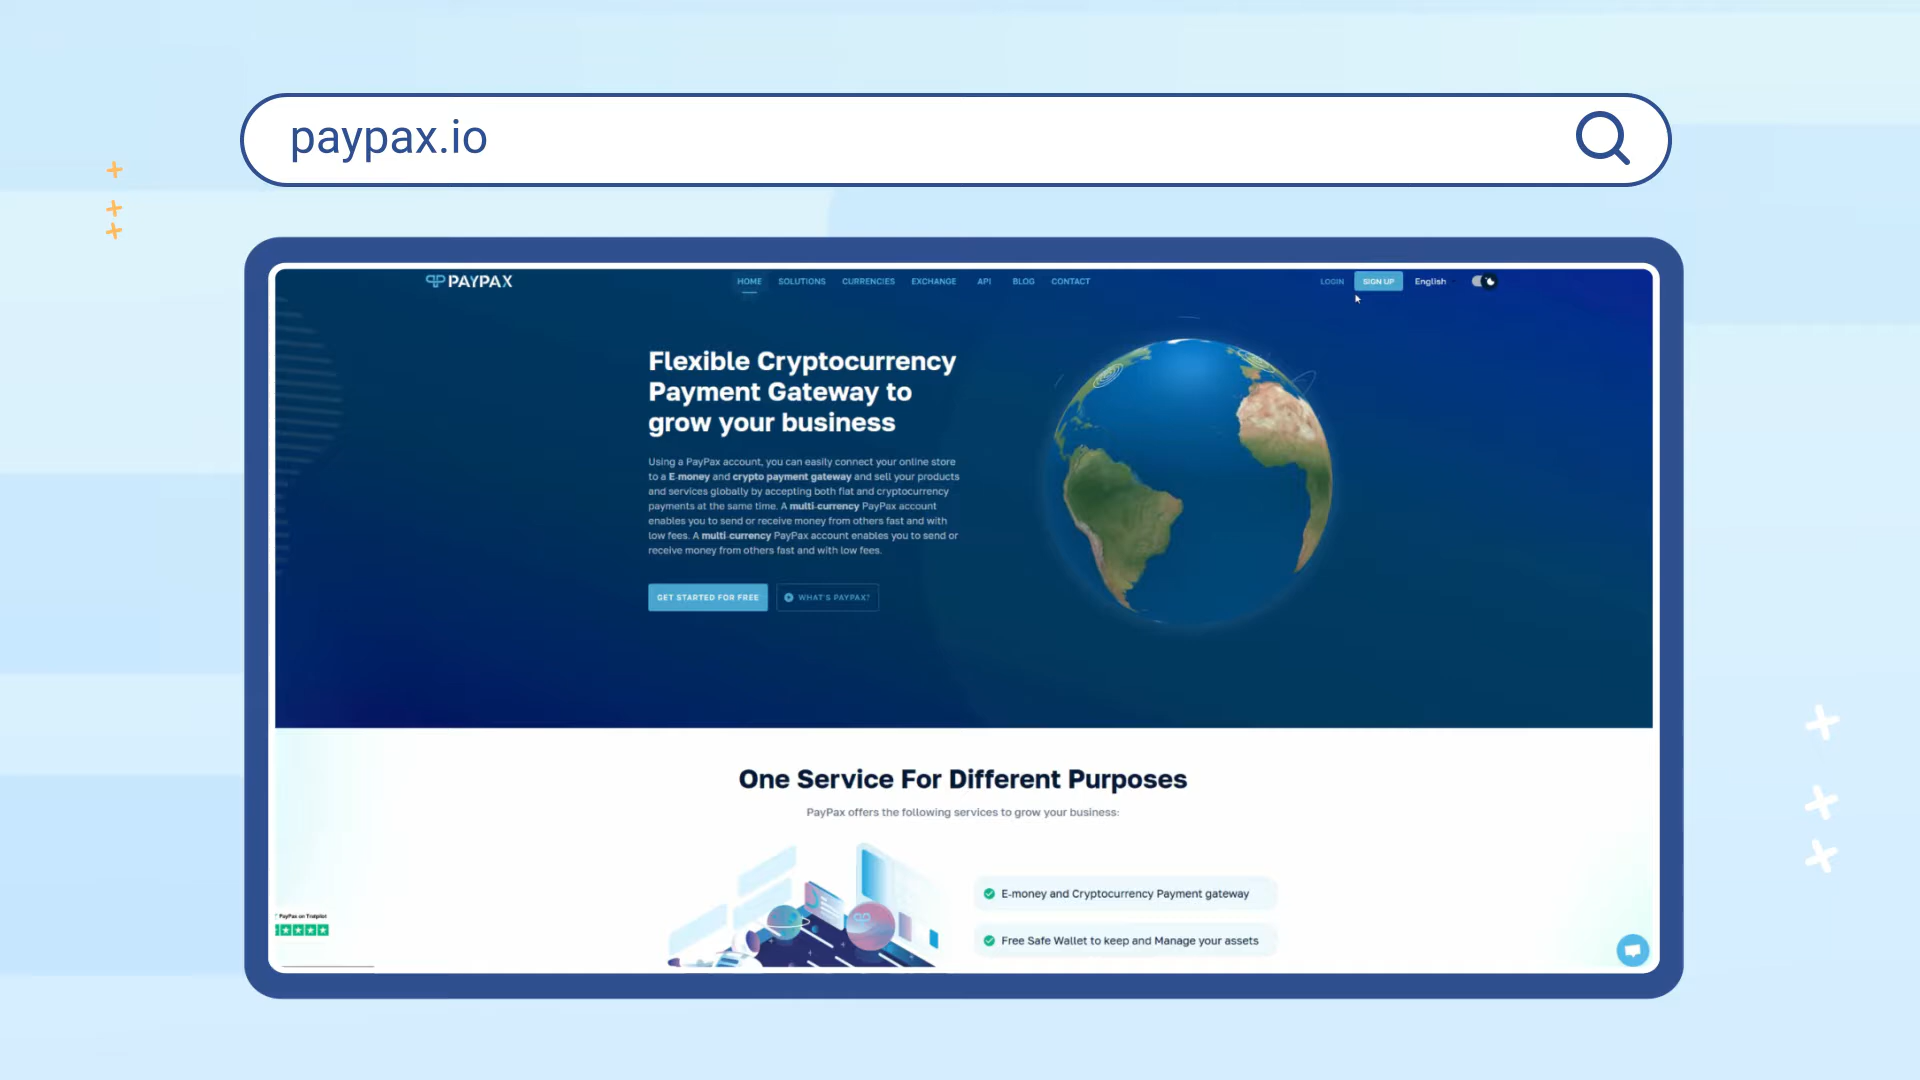 paypax.io
PAYPAX
HOME SOLUTIONS CURRENCIES EXCHANGE API BLOG CONTACT
LOGIN SIGN UP English
Flexible Cryptocurrency
Payment Gateway to
grow your business
Using a PayPax account, you can easily connect your online store
to a E-money and crypto payment gateway and sell your products
and services globally by accepting both fiat and cryptocurrency
payments at the same time. A multi-currency PayPax account
enables you to send or receive money from others fast and with
low fees. A multi-currency PayPax account enables you to send or
receive money from others fast and with low fees.
GET STARTED FOR FREE
WHAT'S PAYPAX?
One Service For Different Purposes
PayPax offers the following services to grow your business:
E-money and Cryptocurrency Payment gateway
PayPax on Trustpilot
Free Safe Wallet to keep and Manage your assets